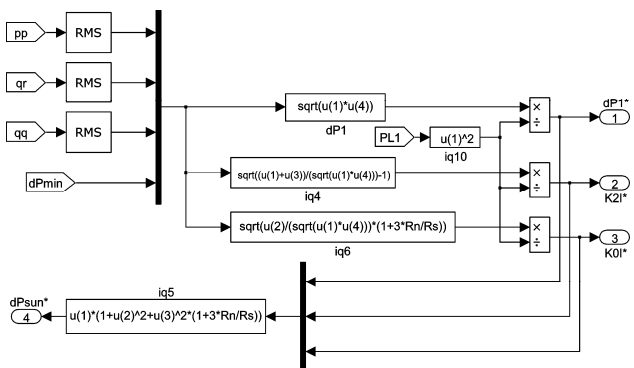 pp
RMS
qr
RMS
qq
RMS
dPmin
sqrt(u(1)*u(4))
dP1
PL1
u(1)^2
iq10
×
÷
dP1*
1
sqrt((u(1)+u(3))/(sqrt(u(1)*u(4)))-1)
iq4
×
÷
2
K2I*
sqrt(u(2)/(sqrt(u(1)*u(4)))*(1+3*Rn/Rs))
iq6
×
÷
3
K0I*
dPsun*
4
iq5
u(1)*(1+u(2)^2+u(3)^2*(1+3*Rn/Rs))